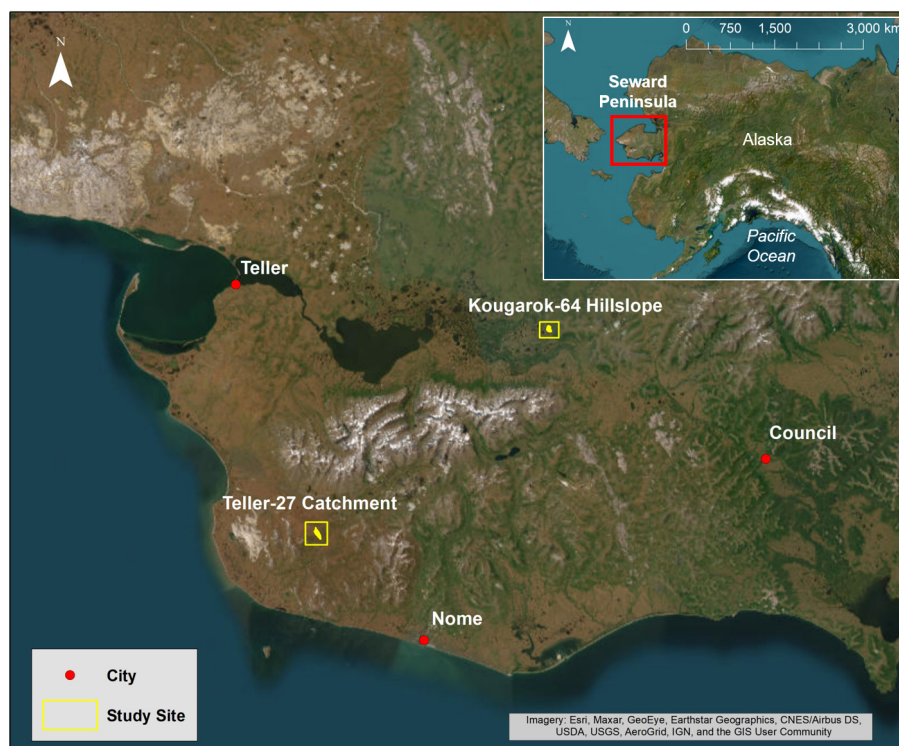 N
N
0 750 1,500 3,000 km
Seward
Peninsula
Alaska
Pacific
Ocean
Teller
Kougarok-64 Hillslope
Council
Teller-27 Catchment
Nome
City
Study Site
Imagery: Esri, Maxar, GeoEye, Earthstar Geographics, CNES/Airbus DS,
USDA, USGS, AeroGrid, IGN, and the GIS User Community